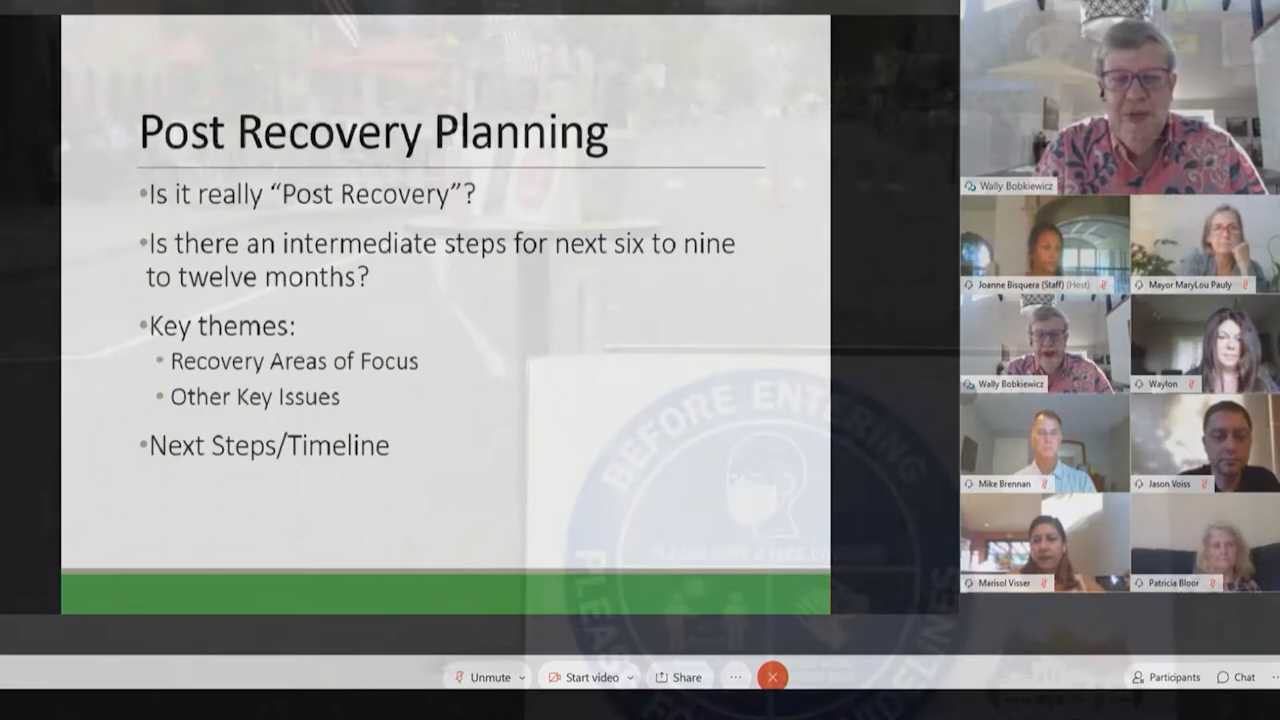 Post Recovery Planning
•Is it really “Post Recovery”?
•Is there an intermediate steps for next six to nine
to twelve months?
•Key themes:
• Recovery Areas of Focus
• Other Key Issues
•Next Steps/Timeline
BEFORE ENTERING
Wally Bobkiewicz
Joanne Bisquera (Staff) (Host)
Mayor MaryLou Pauly
Wally Bobkiewicz
Waylon
Mike Brennan
Jason Voiss
Marisol Visser
Patricia Bloor
Unmute
Start video
Share
Participants
Chat